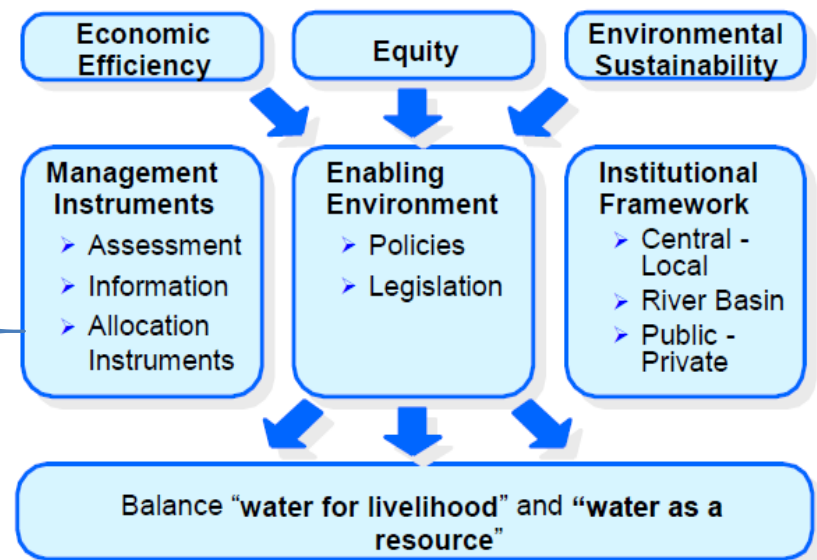 Economic
Efficiency
Equity
Environmental
Sustainability
Management
Instruments
➢ Assessment
➢ Information
➢ Allocation
Instruments
Enabling
Environment
➢ Policies
➢ Legislation
Institutional
Framework
➢ Central -
Local
➢ River Basin
➢ Public -
Private
Balance “water for livelihood” and “water as a
resource”